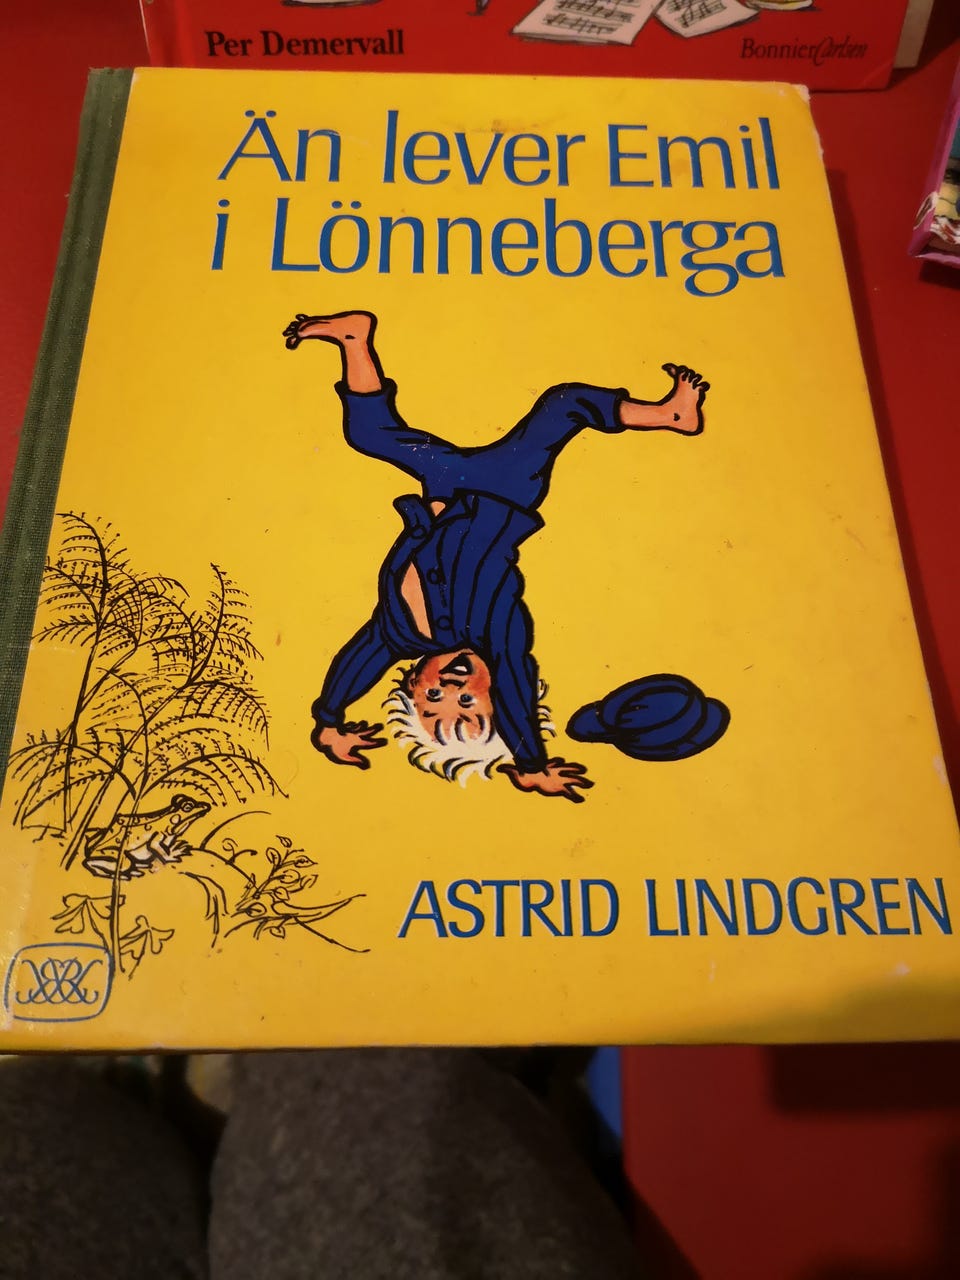 Per Demervall
BonnierCarlsen
Än lever Emil
i Lönneberga
ASTRID LINDGREN